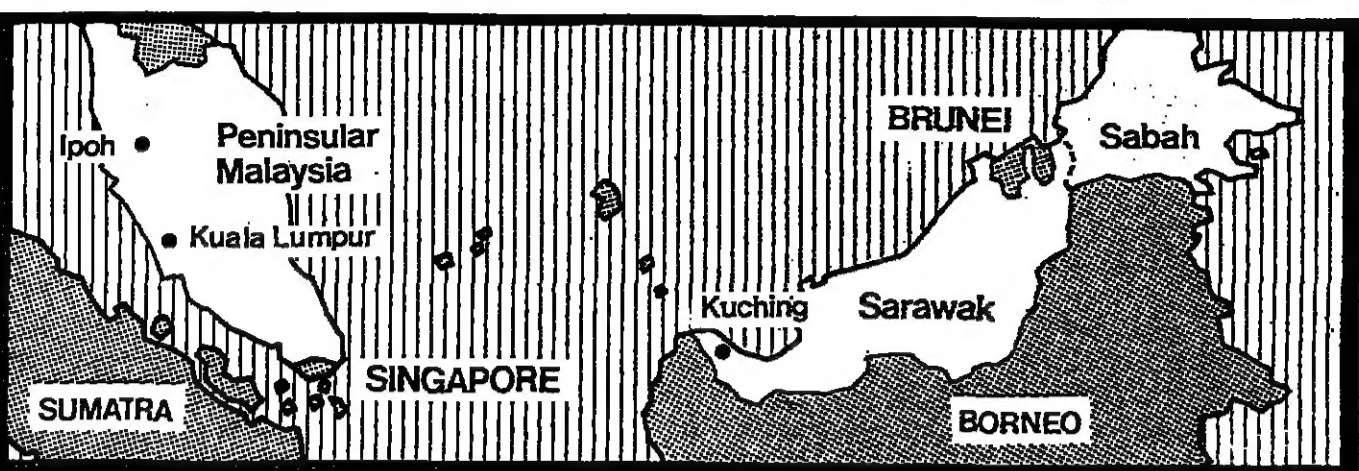 Ipoh
Peninsular
Malaysia
Kuala Lumpur
SUMATRA
SINGAPORE
Kuching
Sarawak
BRUNEI
Sabah
BORNEO